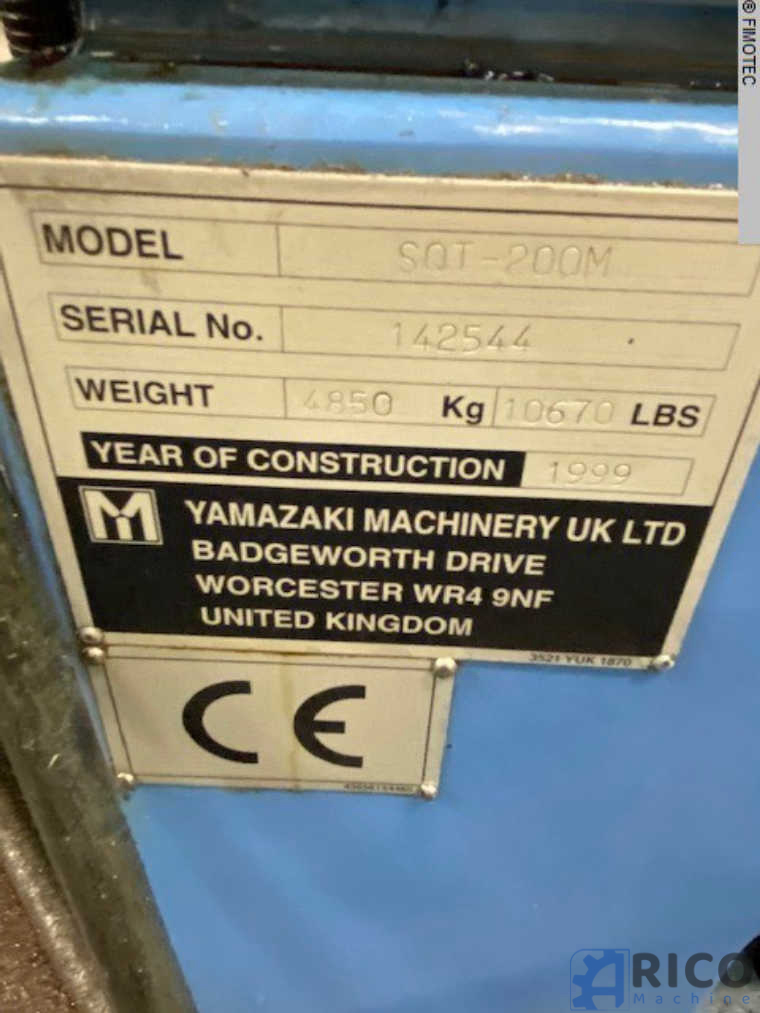 ® FIMOTEC
MODEL SQT-200M
SERIAL No. 142544
WEIGHT 4850 Kg 10670 LBS
YEAR OF CONSTRUCTION 1999
YAMAZAKI MACHINERY UK LTD
BADGEWORTH DRIVE
WORCESTER WR4 9NF
UNITED KINGDOM
3521 YUK 1870
CE
RICO
Machine